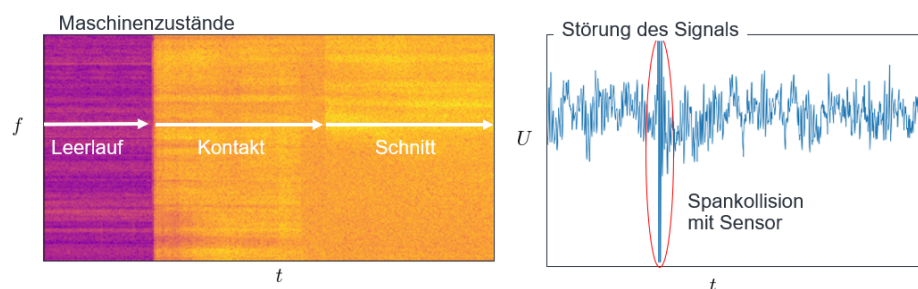 Maschinenzustände
f
Leerlauf
Kontakt
Schnitt
t
Störung des Signals
U
Spankollision
mit Sensor
t